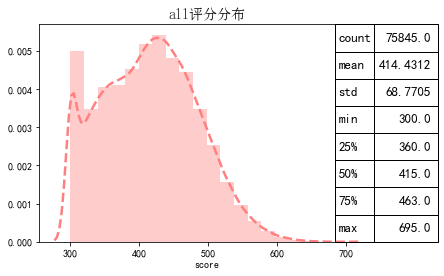 all评分分布
0.005
0.004
0.003
0.002
0.001
0.000
300
400
500
600
700
score
count 75845.0
mean 414.4312
std 68.7705
min 300.0
25% 360.0
50% 415.0
75% 463.0
max 695.0